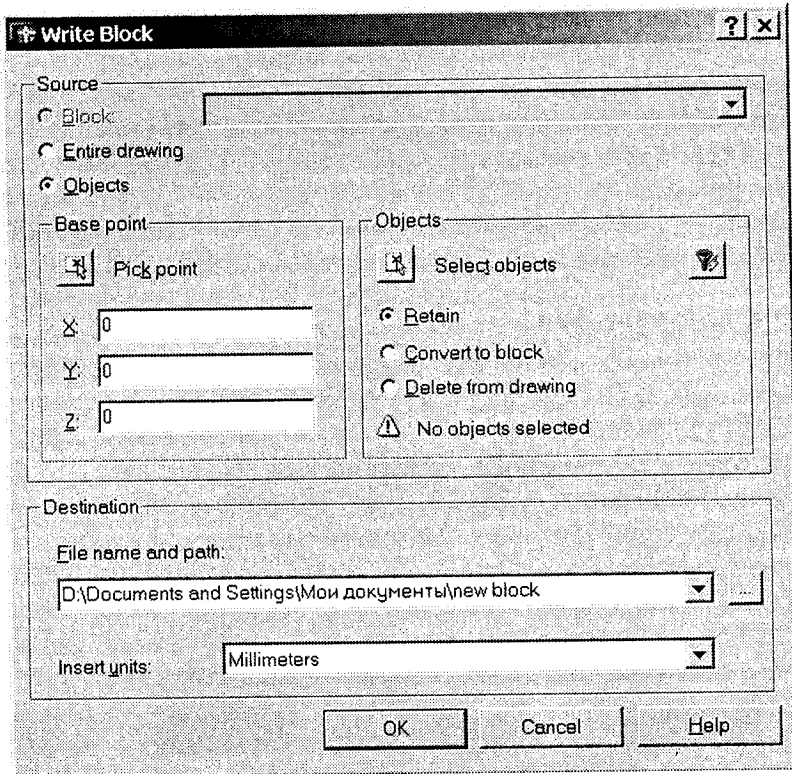 Write Block
Source
Block:
Entire drawing
Objects
Base point
Pick point
X: 0
Y: 0
Z: 0
Objects
Select objects
Retain
Convert to block
Delete from drawing
No objects selected
Destination
File name and path:
D:\Documents and Settings\Мои документы\new block
...
Insert units: Millimeters
OK Cancel Help